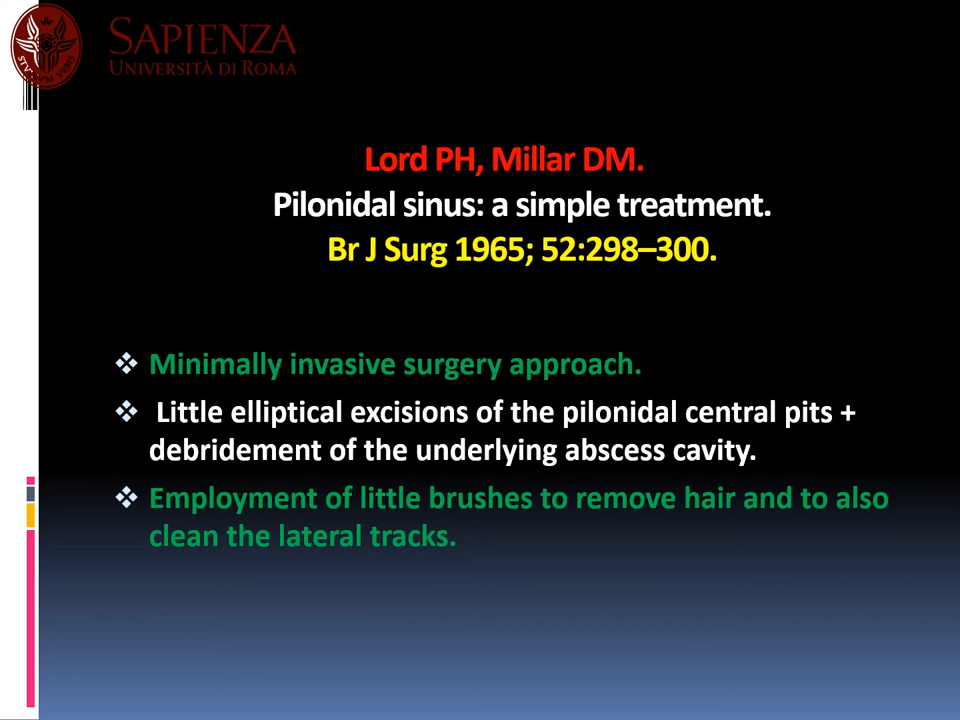 SAPIENZA
UNIVERSITÀ DI ROMA
Lord PH, Millar DM.
Pilonidal sinus: a simple treatment.
Br J Surg 1965; 52:298–300.
Minimally invasive surgery approach.
Little elliptical excisions of the pilonidal central pits +
debridement of the underlying abscess cavity.
Employment of little brushes to remove hair and to also
clean the lateral tracks.